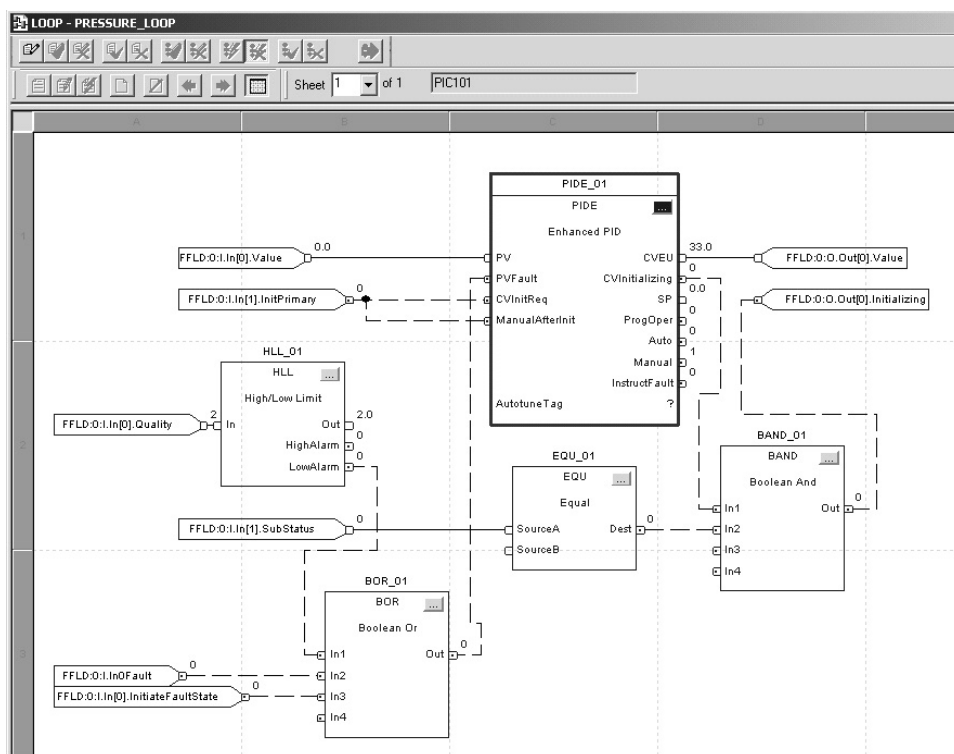 LOOP - PRESSURE_LOOP
Sheet 1 of 1 PIC101
A B C D
1
PIDE_01
PIDE
...
Enhanced PID
FFLD:0:I.In[0].Value 0.0 PV CVEU 33.0 FFLD:0:O.Out[0].Value
PVFault CVInitializing 0
FFLD:0:I.In[1].InitPrimary 0 CVInitReq SP 0.0 FFLD:0:O.Out[0].Initializing
ManualAfterInit ProgOper 0
Auto 0
Manual 1
InstructFault 0
AutotuneTag ?
2
HLL_01
HLL
...
High/Low Limit
FFLD:0:I.In[0].Quality 2 In Out 2.0
HighAlarm 0
LowAlarm 0
EQU_01
EQU
...
Equal
FFLD:0:I.In[1].SubStatus 0 SourceA Dest 0
SourceB
BAND_01
BAND
...
Boolean And
In1 Out 0
In2
In3
In4
3
BOR_01
BOR
...
Boolean Or
In1 Out 0
FFLD:0:I.In0Fault 0 In2
FFLD:0:I.In[0].InitiateFaultState 0 In3
In4